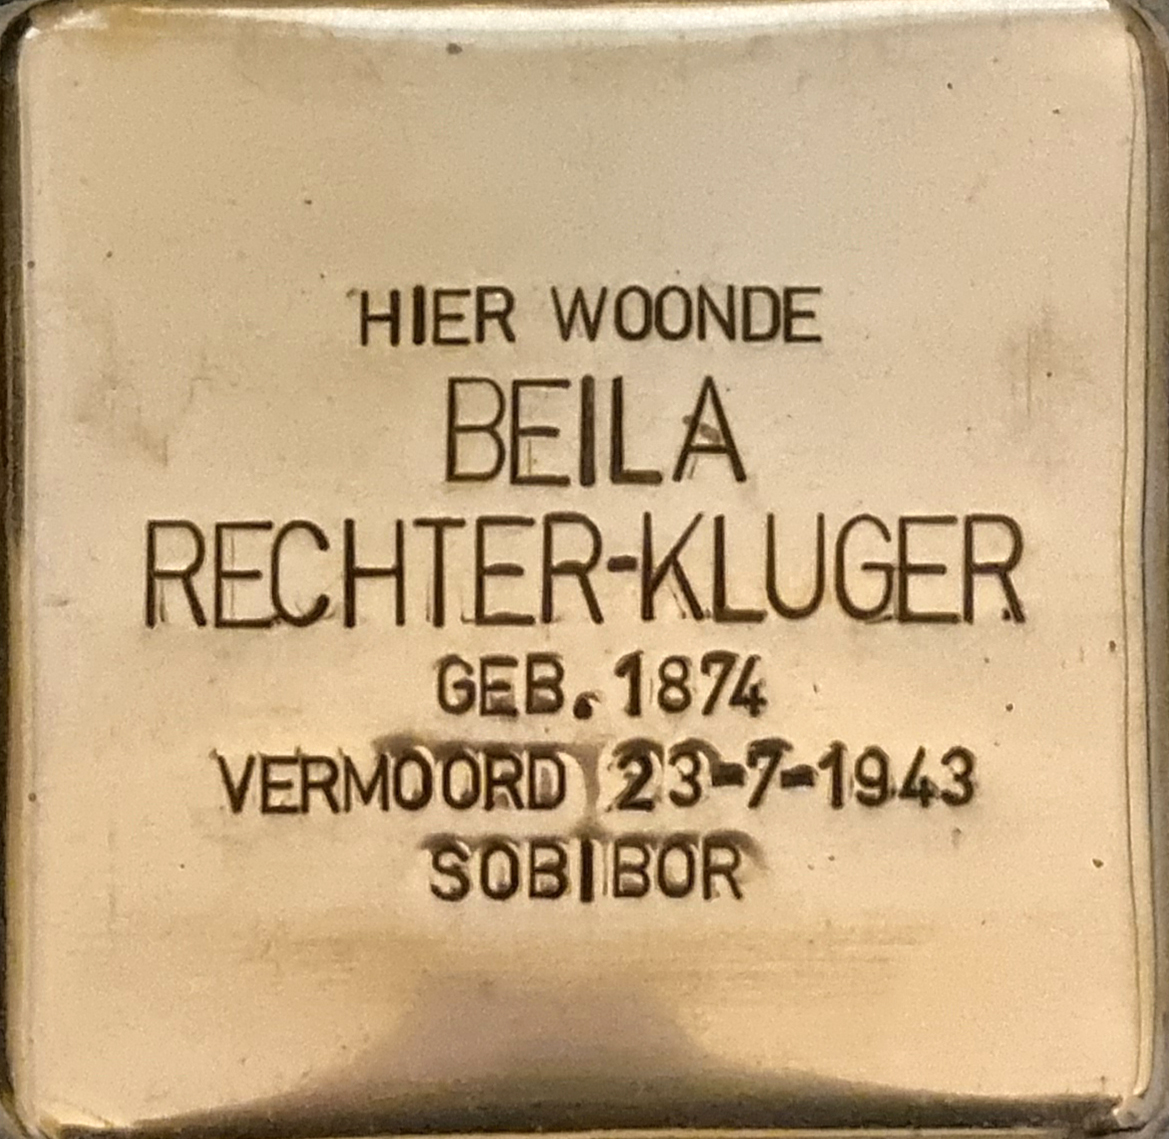 HIER WOONDE
BEILA
RECHTER-KLUGER
GEB. 1874
VERMOORD 23-7-1943
SOBIBOR